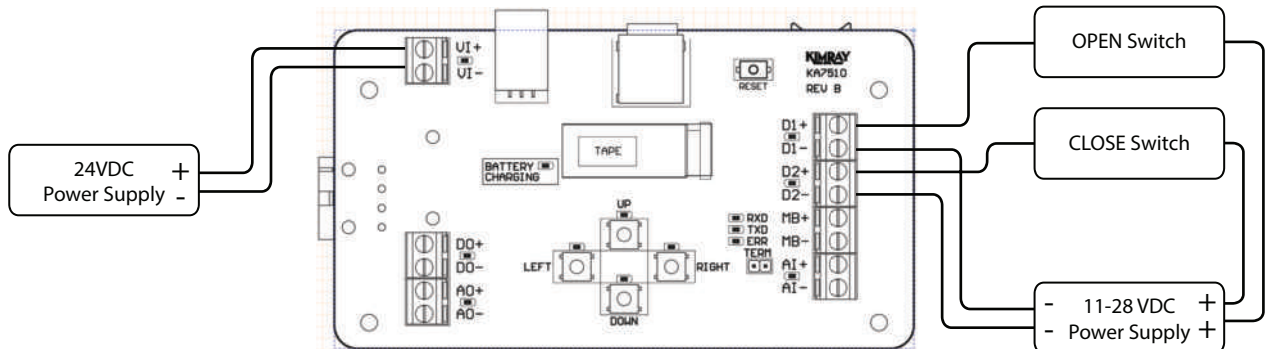 OPEN Switch
CLOSE Switch
24VDC +
Power Supply -
VI+
VI-
KIMRAY
KA7510
REV B
RESET
TAPE
BATTERY
CHARGING
D1+
D1-
D2+
D2-
RXD
TXD
ERR
TERM
MB+
MB-
AI+
AI-
UP
LEFT
RIGHT
DOWN
DO+
DO-
AO+
AO-
- 11-28 VDC +
- Power Supply +